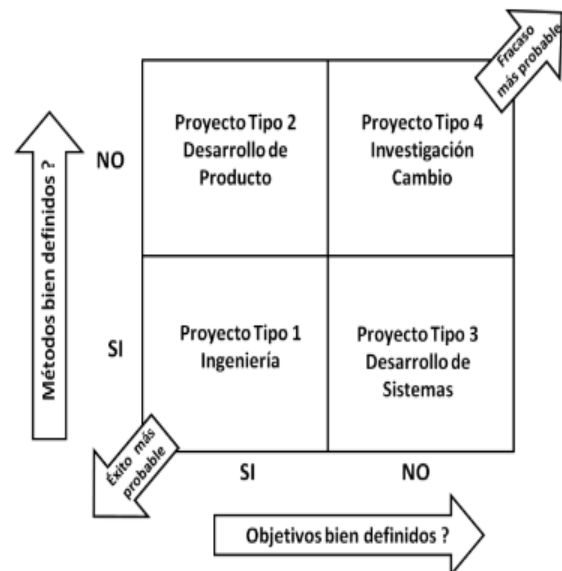 Fracaso
más probable
Métodos bien definidos ?
NO
Proyecto Tipo 2
Desarrollo de
Producto
Proyecto Tipo 4
Investigación
Cambio
SI
Proyecto Tipo 1
Ingeniería
Proyecto Tipo 3
Desarrollo de
Sistemas
Éxito más
probable
SI
NO
Objetivos bien definidos ?